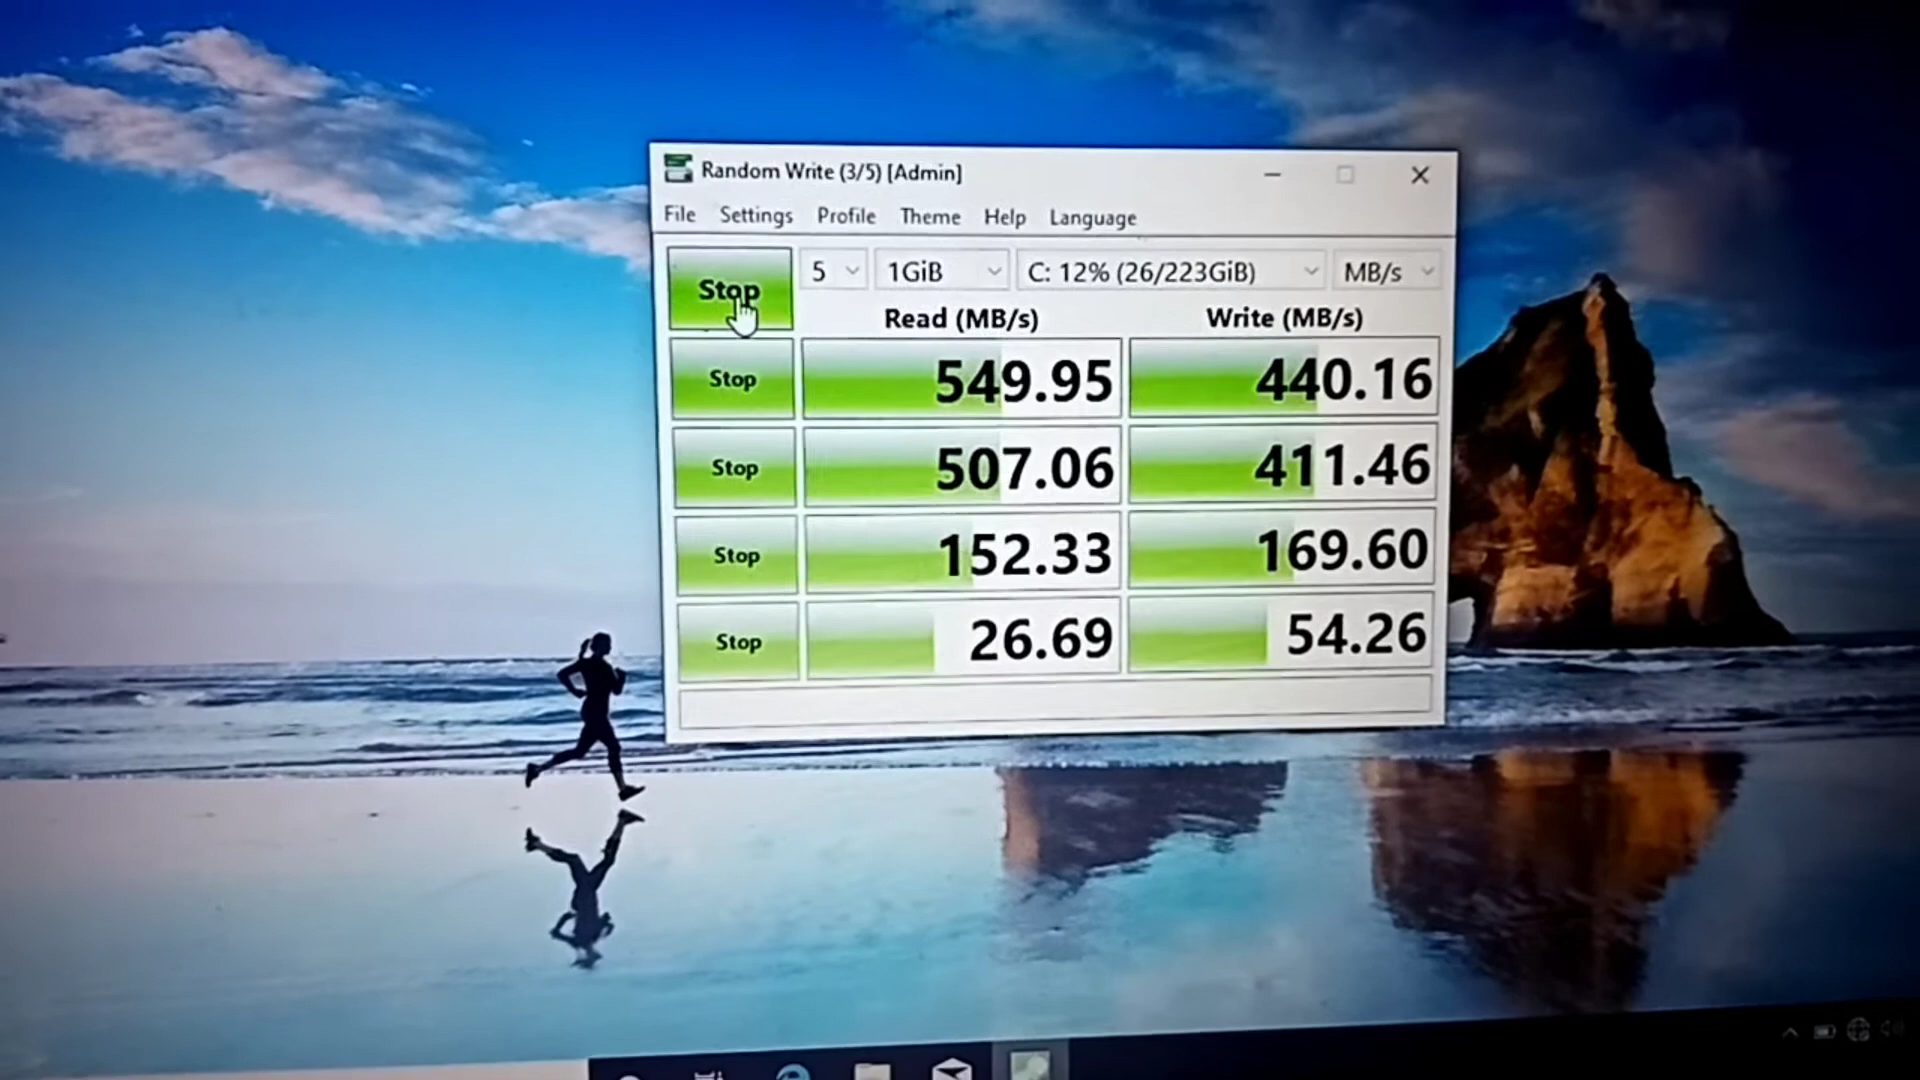 Random Write (3/5) [Admin]
File Settings Profile Theme Help Language
Stop 5 1GiB C: 12% (26/223GiB) MB/s
Read (MB/s) Write (MB/s)
Stop 549.95 440.16
Stop 507.06 411.46
Stop 152.33 169.60
Stop 26.69 54.26